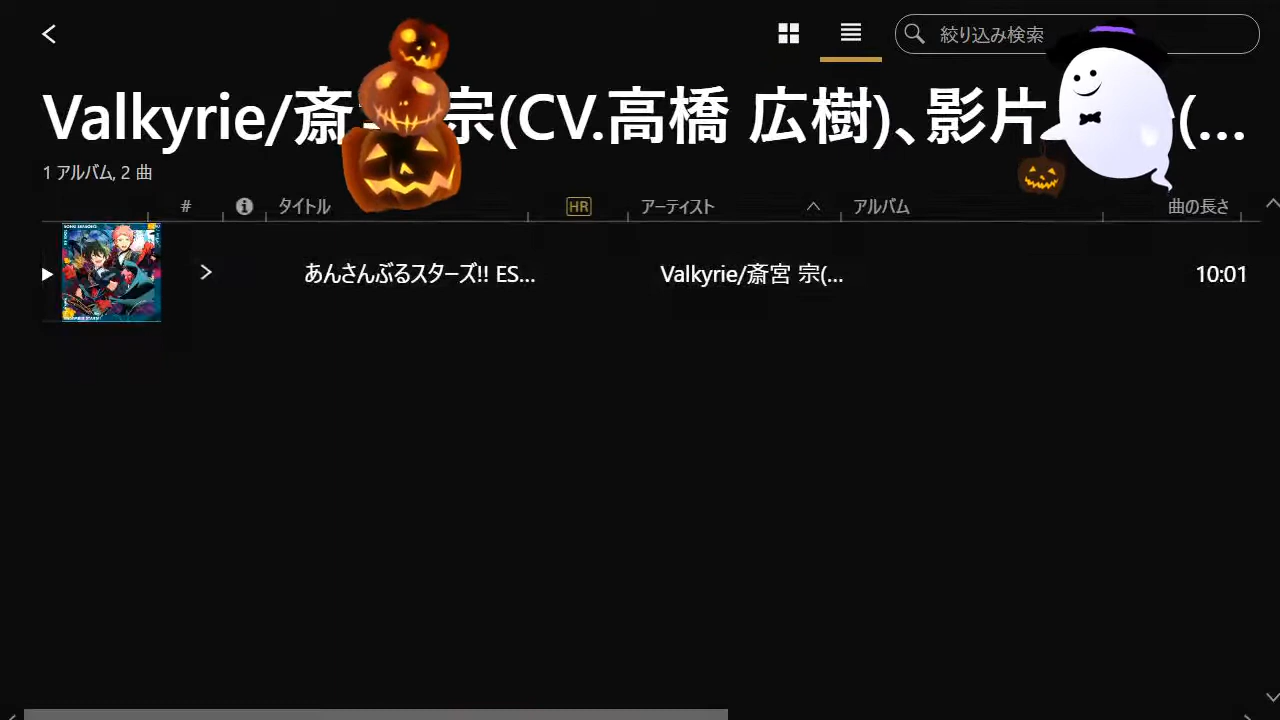 絞り込み検索
Valkyrie/斎 宗(CV.高橋 広樹)、影片 (...
1 アルバム, 2 曲
# タイトル HR アーティスト アルバム 曲の長さ
あんさんぶるスターズ!! ES... Valkyrie/斎宮 宗(... 10:01